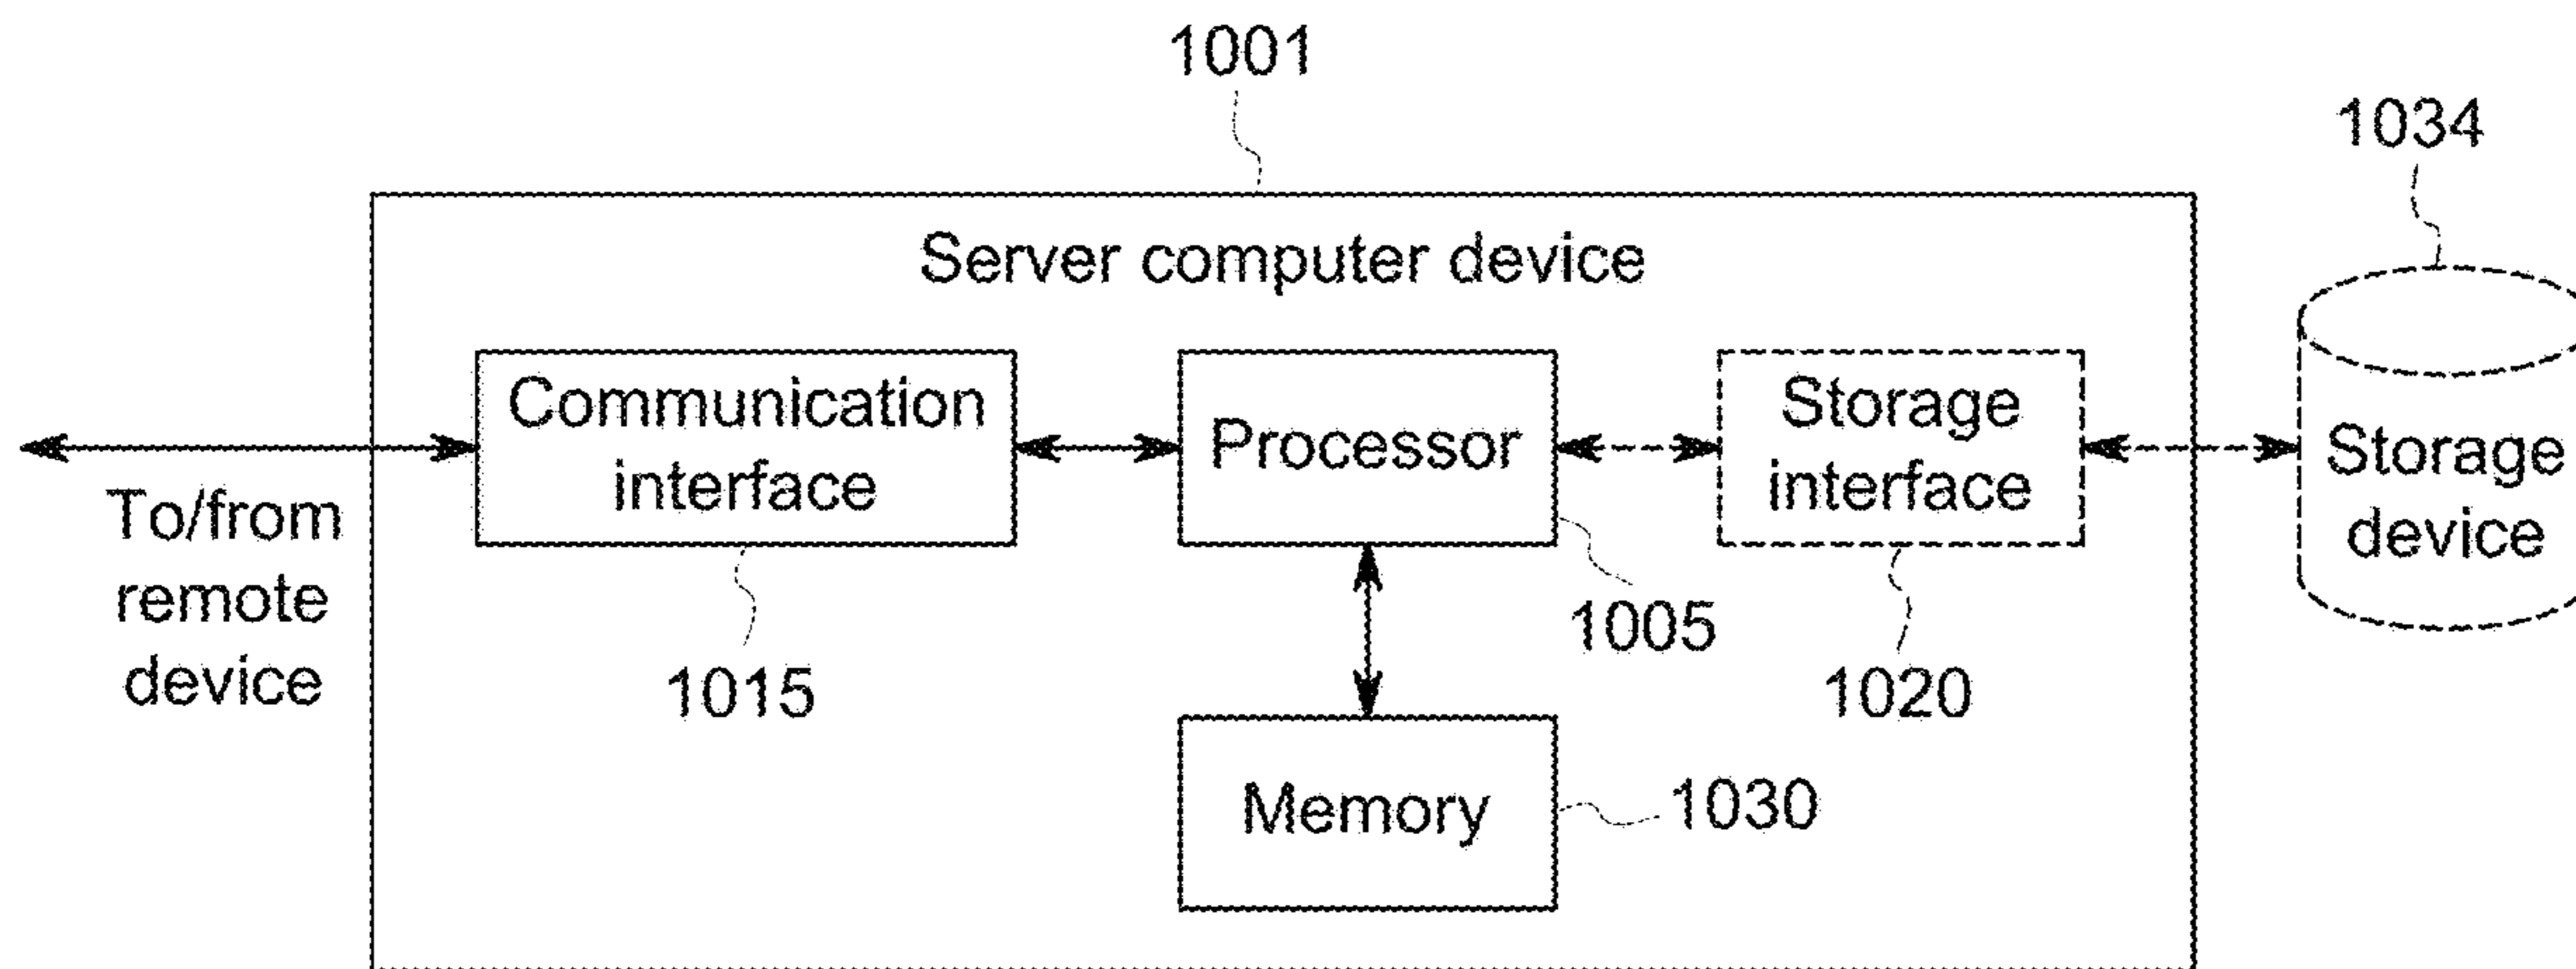 1001
1034
Server computer device
Communication
interface
Processor
Storage
interface
Storage
device
To/from
remote
device
1015
1005
1020
Memory
1030